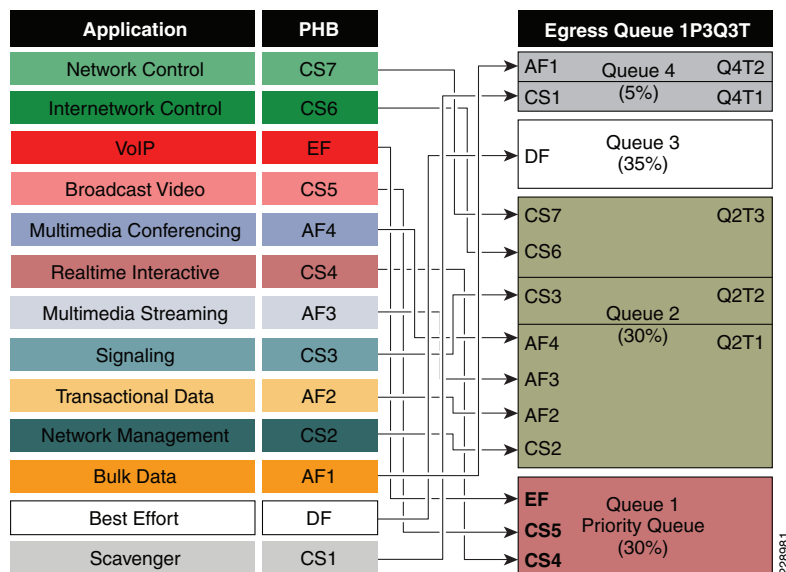 Application PHB Egress Queue 1P3Q3T
Network Control CS7
Internetwork Control CS6
VoIP EF
Broadcast Video CS5
Multimedia Conferencing AF4
Realtime Interactive CS4
Multimedia Streaming AF3
Signaling CS3
Transactional Data AF2
Network Management CS2
Bulk Data AF1
Best Effort DF
Scavenger CS1
AF1 Queue 4 Q4T2
CS1 (5%) Q4T1
Queue 3
DF (35%)
CS7 Q2T3
CS6
CS3 Q2T2
Queue 2
(30%)
AF4 Q2T1
AF3
AF2
CS2
EF Queue 1
CS5 Priority Queue
CS4 (30%)
228981